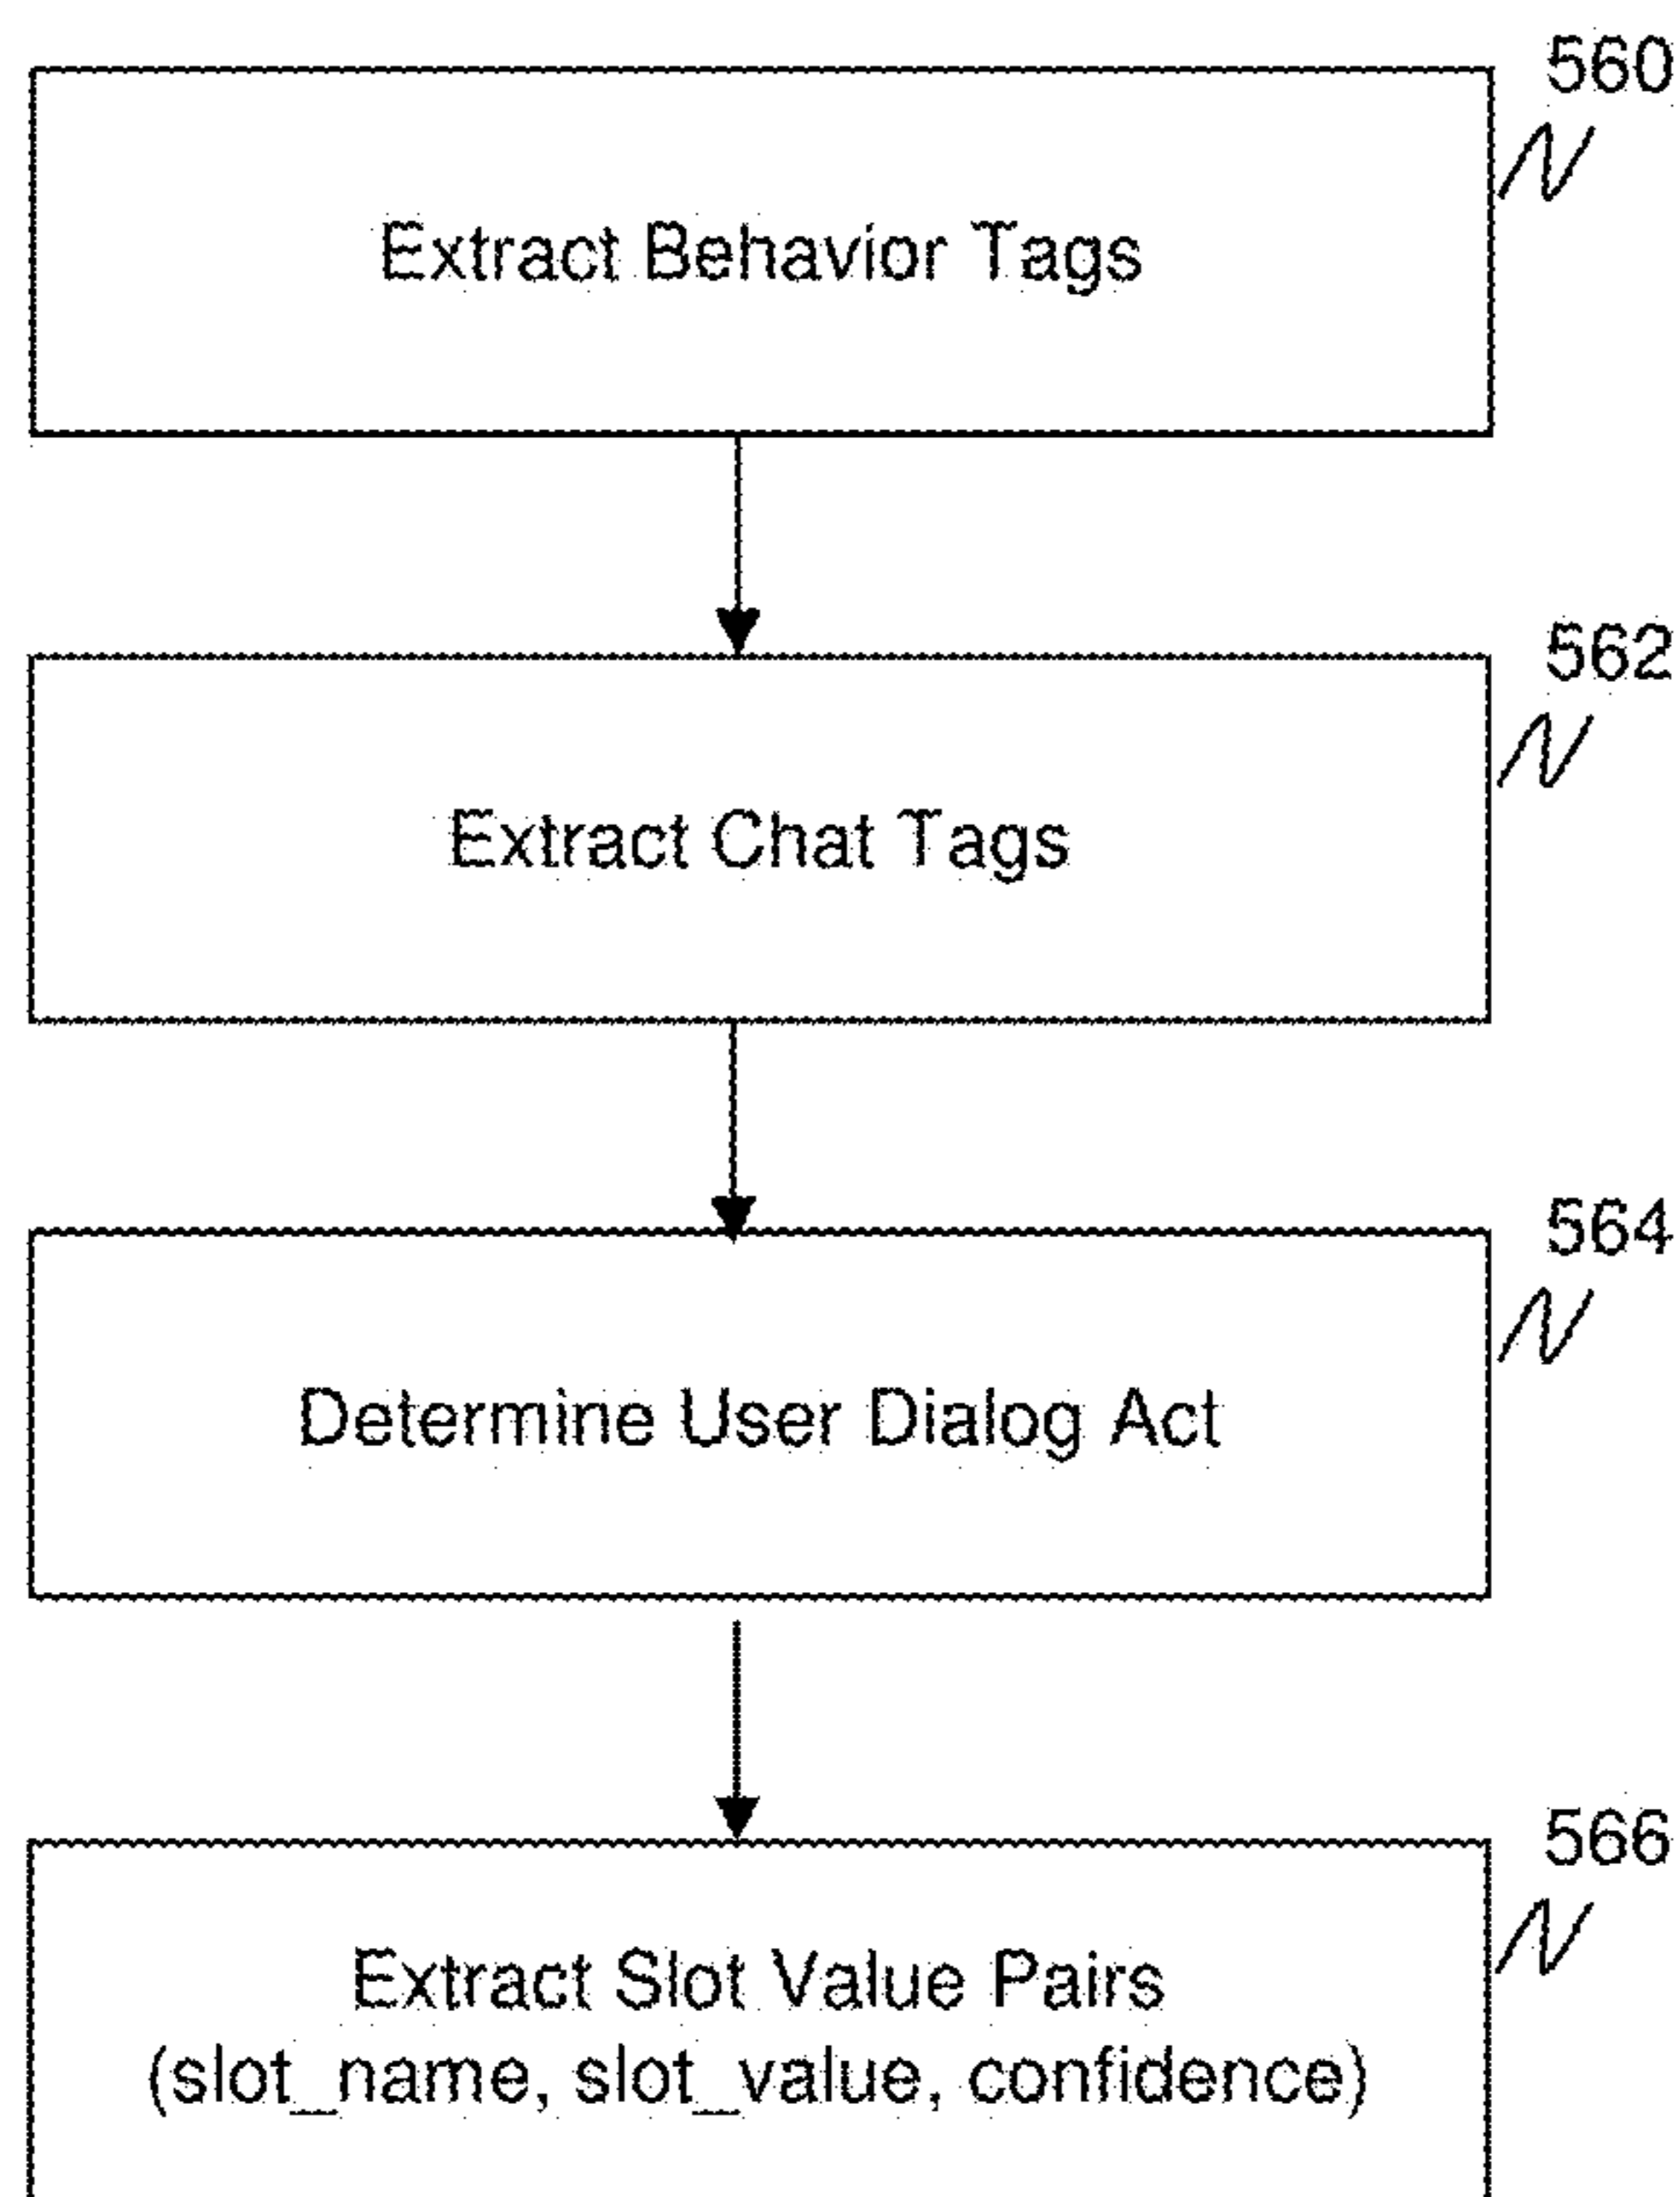 560
Extract Behavior Tags
562
Extract Chat Tags
564
Determine User Dialog Act
566
Extract Slot Value Pairs
(slot_name, slot_value, confidence)